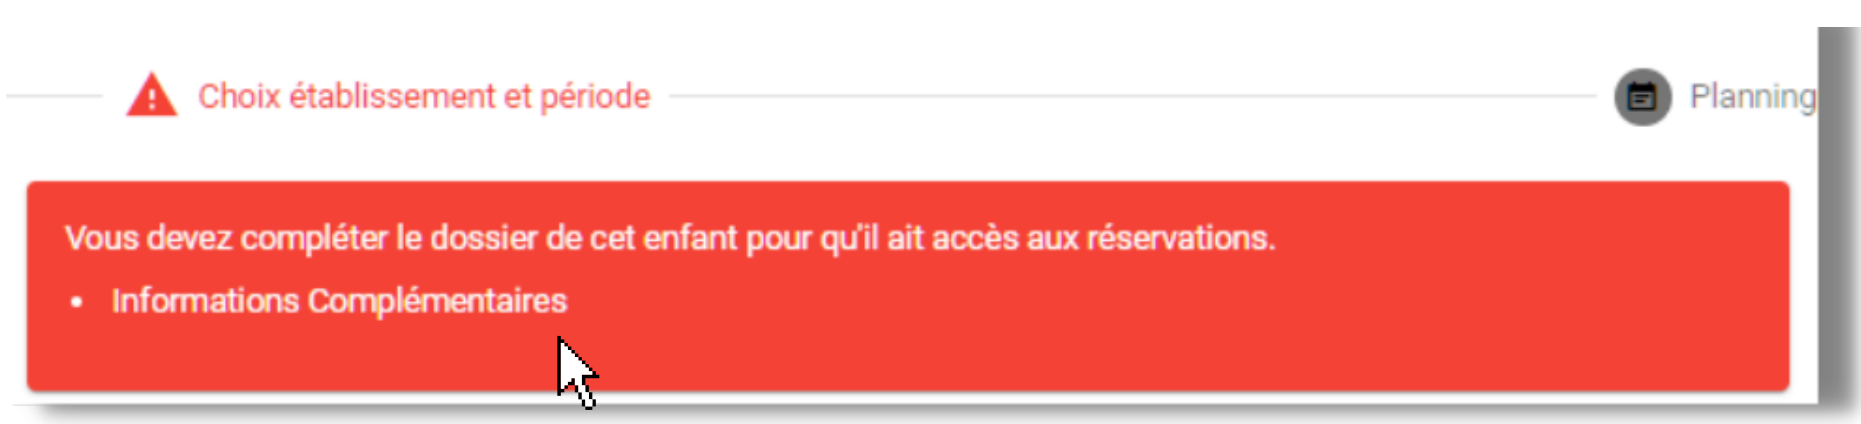 Choix établissement et période
Planning
Vous devez compléter le dossier de cet enfant pour qu'il ait accès aux réservations.
• Informations Complémentaires